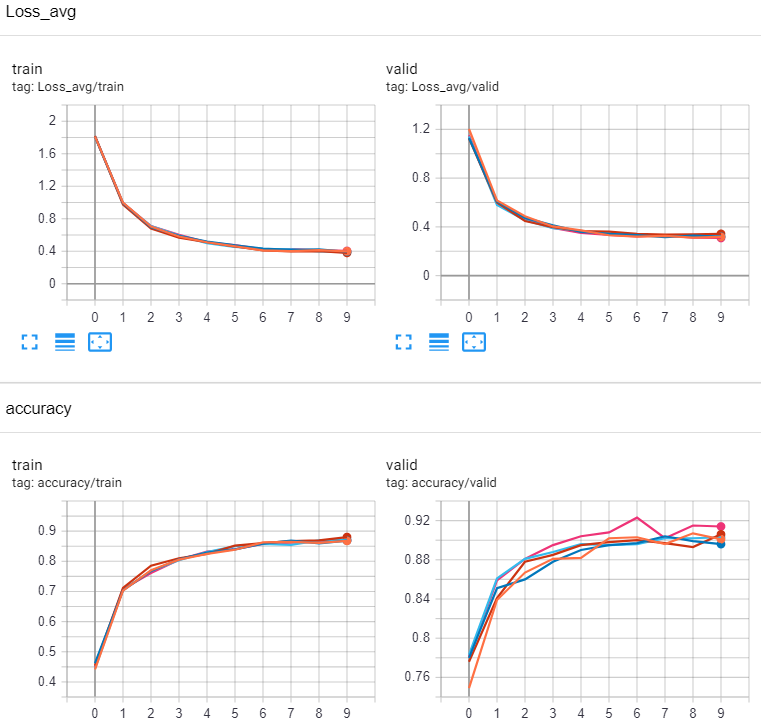 Loss_avg
train
tag: Loss_avg/train
2
1.6
1.2
0.8
0.4
0
0 1 2 3 4 5 6 7 8 9
valid
tag: Loss_avg/valid
1.2
0.8
0.4
0
0 1 2 3 4 5 6 7 8 9
accuracy
train
tag: accuracy/train
0.9
0.8
0.7
0.6
0.5
0.4
0 1 2 3 4 5 6 7 8 9
valid
tag: accuracy/valid
0.92
0.88
0.84
0.8
0.76
0 1 2 3 4 5 6 7 8 9